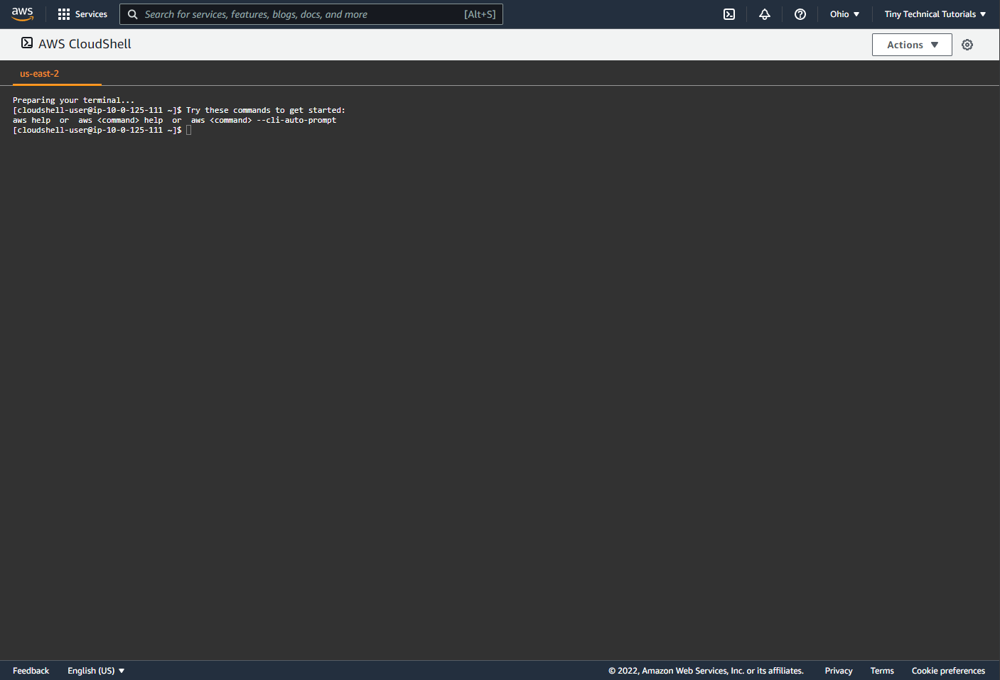 aws Services Search for services, features, blogs, docs, and more [Alt+S] Ohio Tiny Technical Tutorials
AWS CloudShell Actions
us-east-2
Preparing your terminal...
[cloudshell-user@ip-10-0-125-111 ~]$ Try these commands to get started:
aws help  or  aws <command> help  or  aws <command> --cli-auto-prompt
[cloudshell-user@ip-10-0-125-111 ~]$
Feedback English (US) © 2022, Amazon Web Services, Inc. or its affiliates. Privacy Terms Cookie preferences